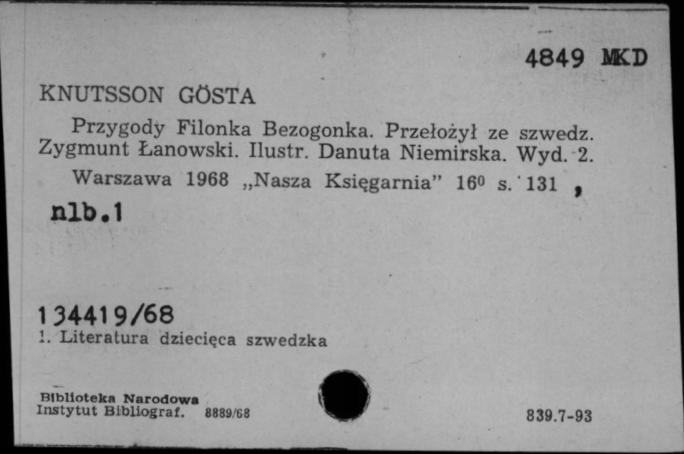 4849 MKD
KNUTSSON GÖSTA
Przygody Filonka Bezogonka. Przełożył ze szwedz.
Zygmunt Łanowski. Ilustr. Danuta Niemirska. Wyd. 2.
Warszawa 1968 „Nasza Księgarnia” 16⁰ s. 131 ,
nlb.1
134419/68
1. Literatura dziecięca szwedzka
Biblioteka Narodowa
Instytut Bibliograf. 8889/68
839.7-93